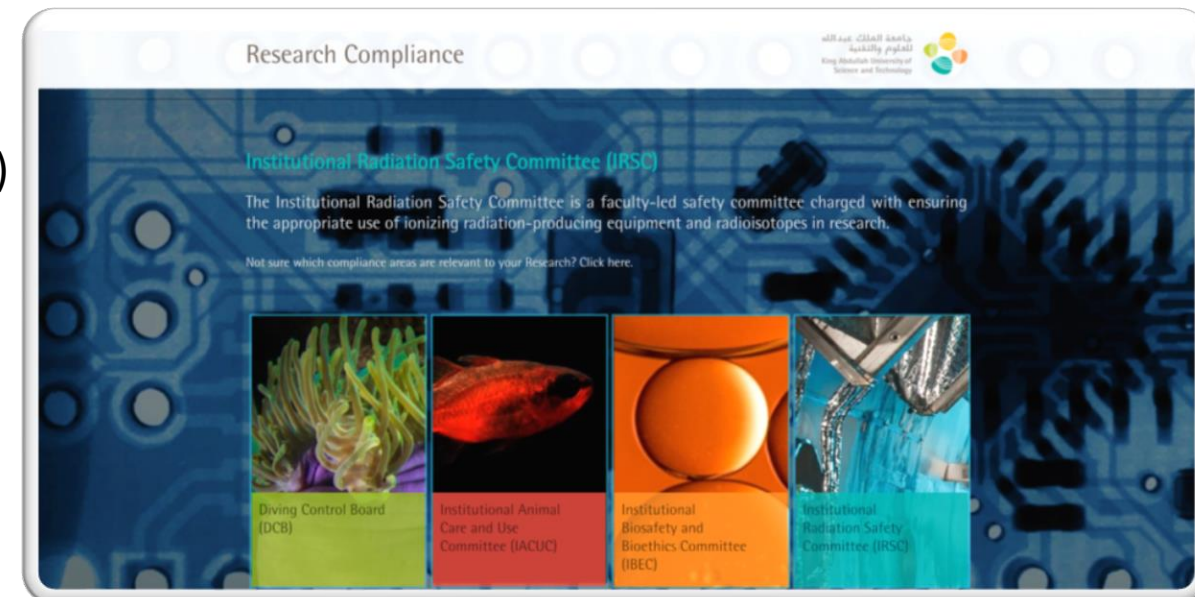 )
Research Compliance
جامعة الملك عبدالله
للعلوم والتقنية
King Abdullah University of
Science and Technology
Institutional Radiation Safety Committee (IRSC)
The Institutional Radiation Safety Committee is a faculty-led safety committee charged with ensuring
the appropriate use of ionizing radiation-producing equipment and radioisotopes in research.
Not sure which compliance areas are relevant to your Research? Click here.
Diving Control Board
(DCB)
Institutional Animal
Care and Use
Committee (IACUC)
Institutional
Biosafety and
Bioethics Committee
(IBEC)
Institutional
Radiation Safety
Committee (IRSC)